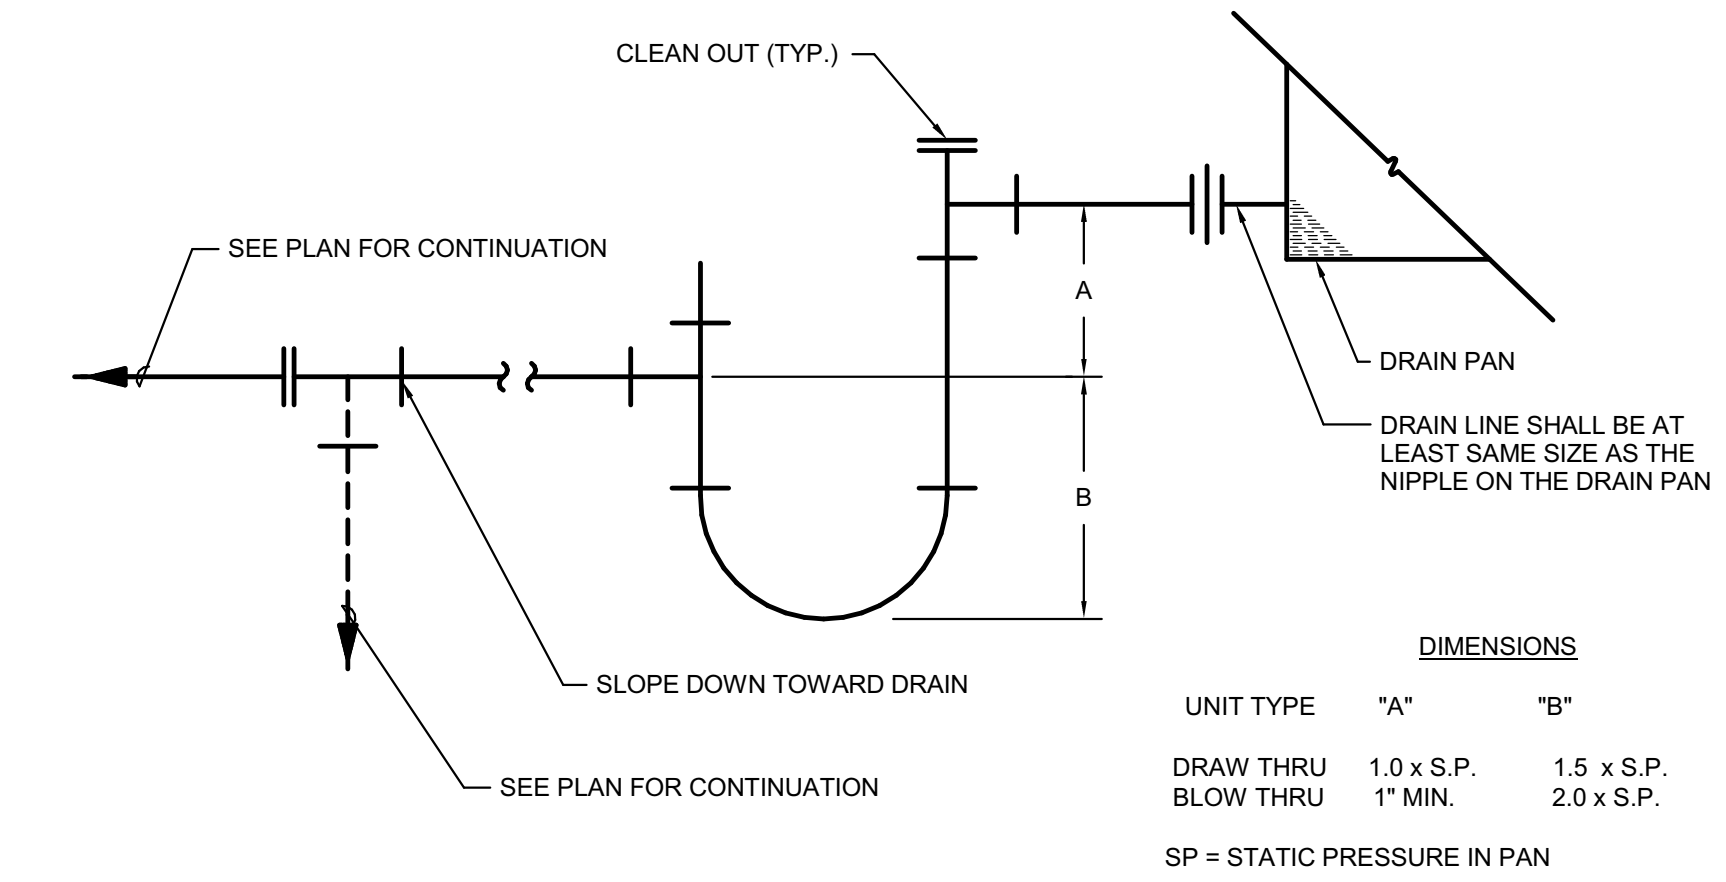 CLEAN OUT (TYP.)
SEE PLAN FOR CONTINUATION
A
DRAIN PAN
DRAIN LINE SHALL BE AT
LEAST SAME SIZE AS THE
NIPPLE ON THE DRAIN PAN
B
SLOPE DOWN TOWARD DRAIN
SEE PLAN FOR CONTINUATION
DIMENSIONS
UNIT TYPE "A" "B"
DRAW THRU 1.0 x S.P. 1.5 x S.P.
BLOW THRU 1" MIN. 2.0 x S.P.
SP = STATIC PRESSURE IN PAN